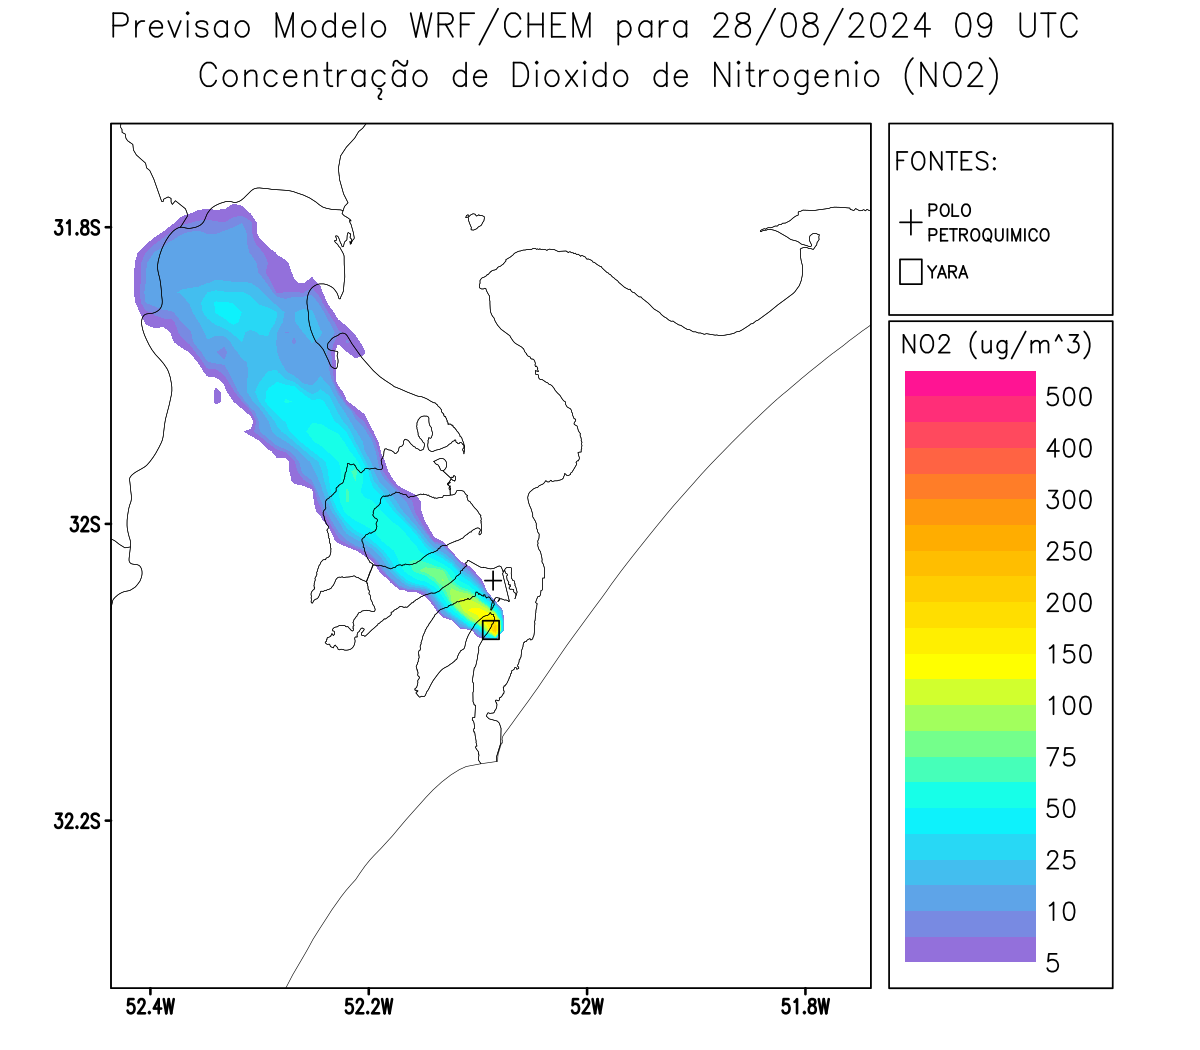 Previsao Modelo WRF/CHEM para 28/08/2024 09 UTC
Concentração de Dioxido de Nitrogenio (NO2)
FONTES:
POLO
PETROQUIMICO
YARA
NO2 (ug/m^3)
500
400
300
250
200
150
100
75
50
25
10
5
31.8S
32S
32.2S
52.4W
52.2W
52W
51.8W